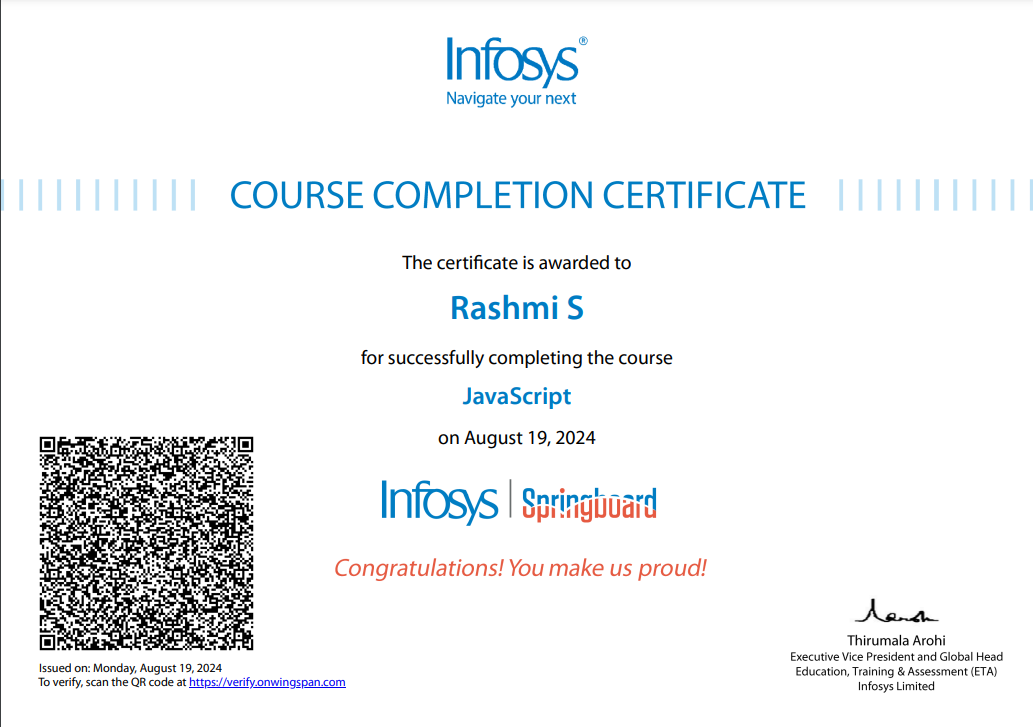 Infosys®
Navigate your next
COURSE COMPLETION CERTIFICATE
The certificate is awarded to
Rashmi S
for successfully completing the course
JavaScript
on August 19, 2024
Infosys | Springboard
Congratulations! You make us proud!
Issued on: Monday, August 19, 2024
To verify, scan the QR code at https://verify.onwingspan.com
Thirumala Arohi
Executive Vice President and Global Head
Education, Training & Assessment (ETA)
Infosys Limited